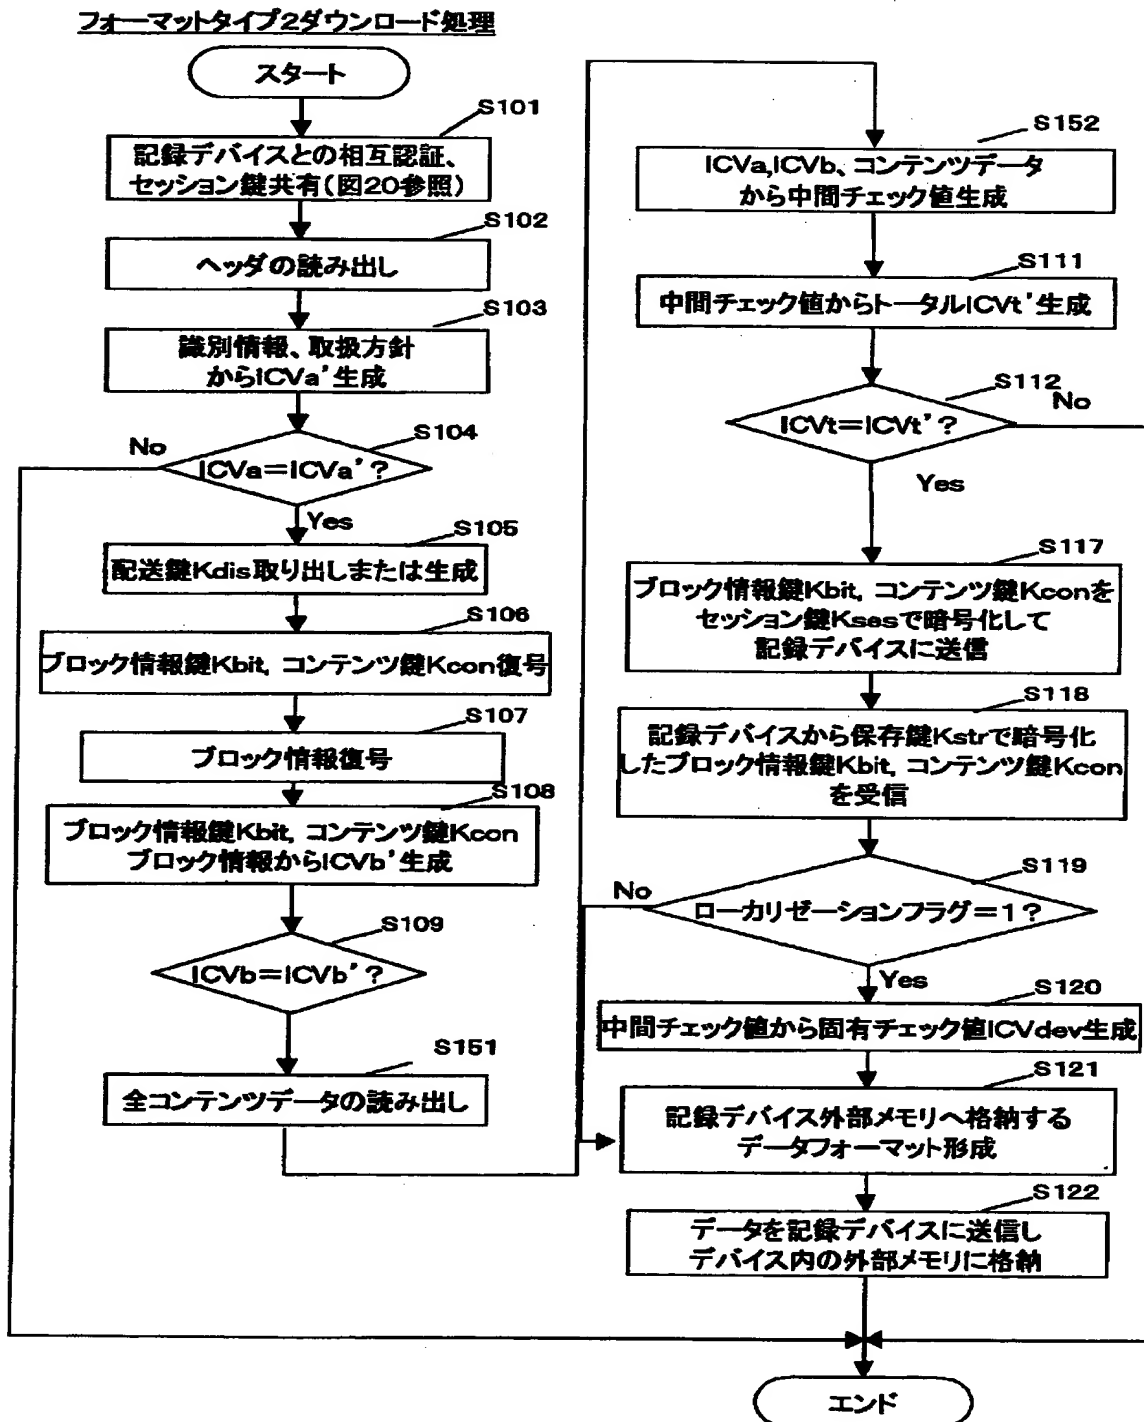 フォーマットタイプ2ダウンロード処理
スタート
S101
記録デバイスとの相互認証、
セッション鍵共有(図20参照)
S102
ヘッダの読み出し
S103
識別情報、取扱方針
からICVa'生成
S104
No
ICVa=ICVa'?
Yes
S105
配送鍵Kdis取り出しまたは生成
S106
ブロック情報鍵Kbit, コンテンツ鍵Kcon復号
S107
ブロック情報復号
S108
ブロック情報鍵Kbit, コンテンツ鍵Kcon
ブロック情報からICVb'生成
S109
ICVb=ICVb'?
S151
全コンテンツデータの読み出し
S152
ICVa,ICVb、コンテンツデータ
から中間チェック値生成
S111
中間チェック値からトータルICVt'生成
S112
No
ICVt=ICVt'?
Yes
S117
ブロック情報鍵Kbit, コンテンツ鍵Kconを
セッション鍵Ksesで暗号化して
記録デバイスに送信
S118
記録デバイスから保存鍵Kstrで暗号化
したブロック情報鍵Kbit, コンテンツ鍵Kcon
を受信
S119
No
ローカリゼーションフラグ=1?
Yes
S120
中間チェック値から固有チェック値ICVdev生成
S121
記録デバイス外部メモリへ格納する
データフォーマット形成
S122
データを記録デバイスに送信し
デバイス内の外部メモリに格納
エンド